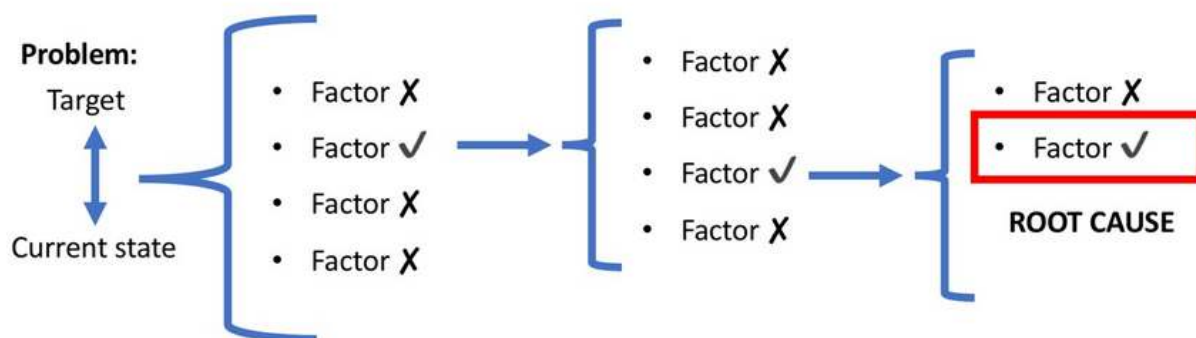 Problem:
Target
Current state
• Factor ✗
• Factor ✓
• Factor ✗
• Factor ✗
• Factor ✗
• Factor ✗
• Factor ✓
• Factor ✗
• Factor ✗
• Factor ✓
ROOT CAUSE